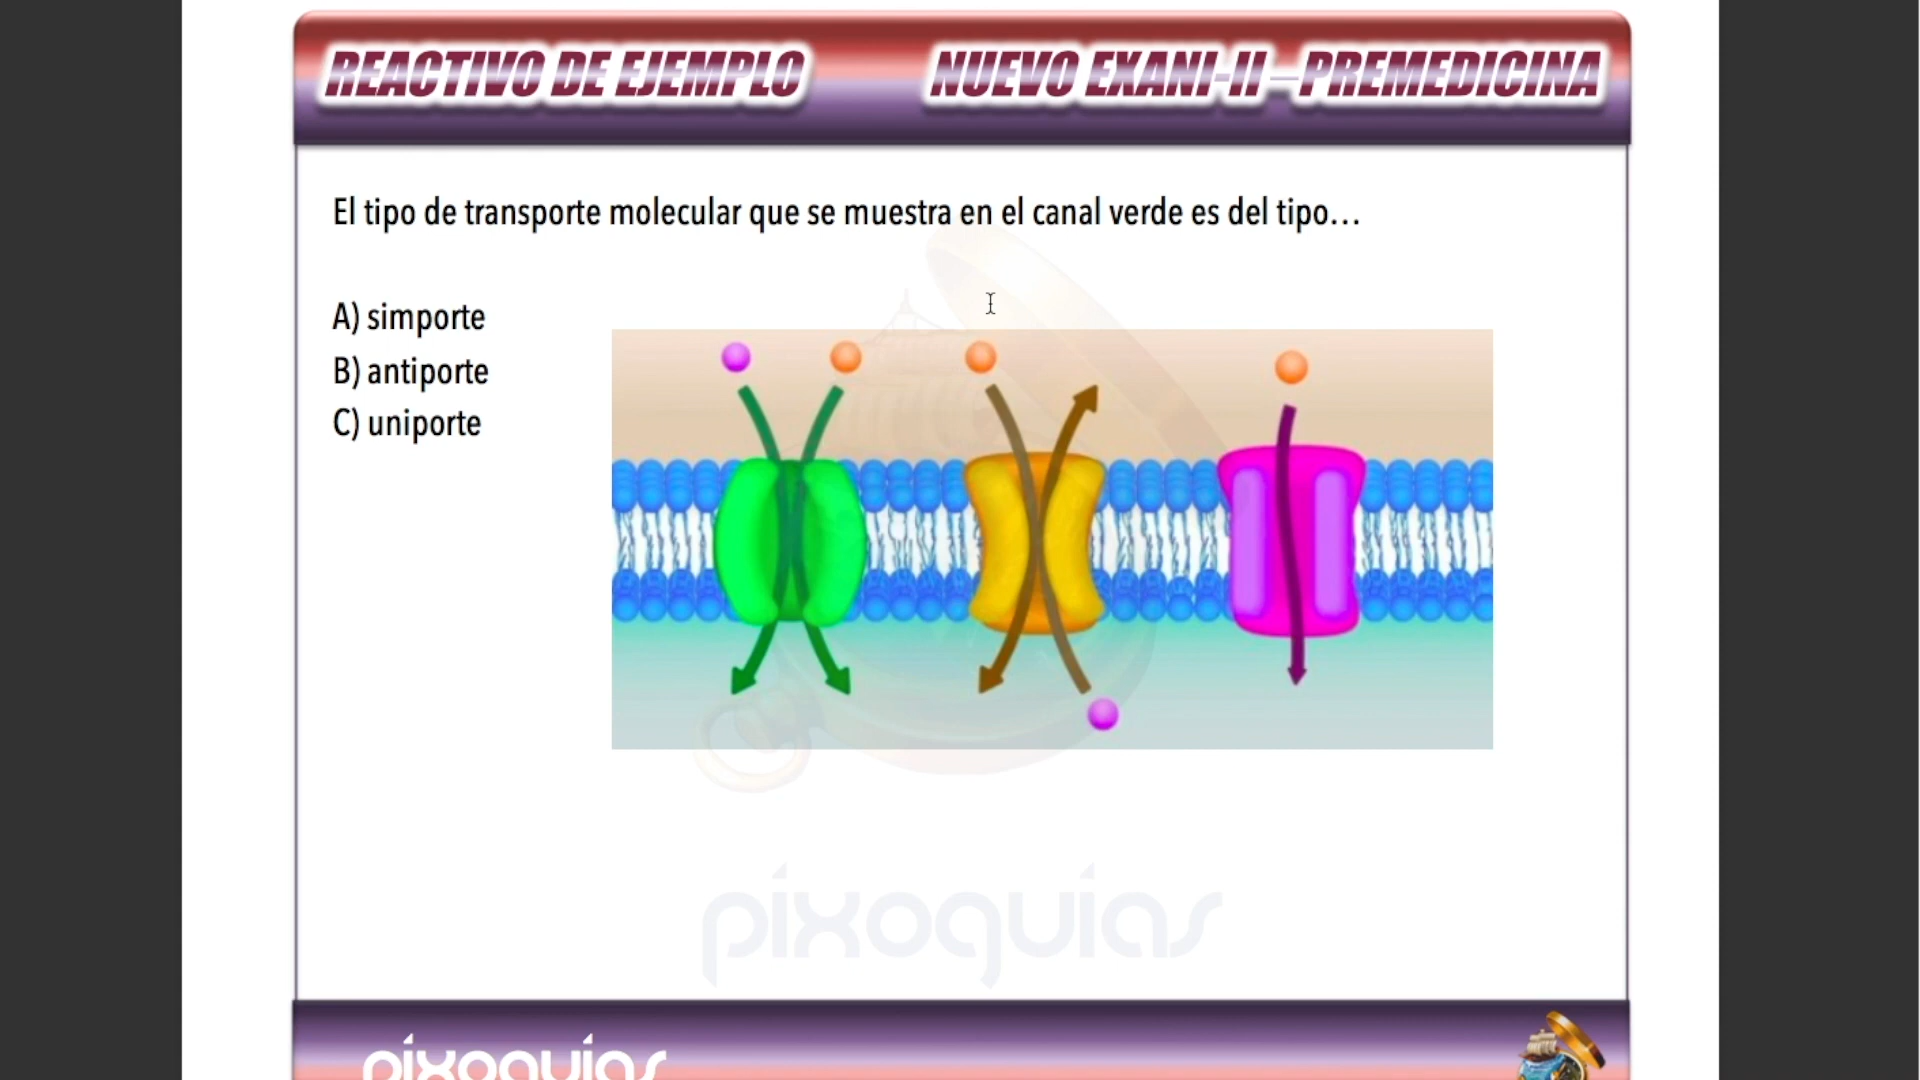 REACTIVO DE EJEMPLO
NUEVO EXANI-II – PREMEDICINA
El tipo de transporte molecular que se muestra en el canal verde es del tipo…
A) simporte
B) antiporte
C) uniporte
pixoguias
pixoguias